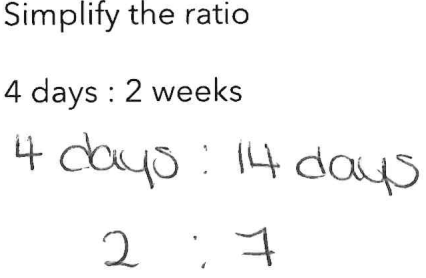 Simplify the ratio
4 days : 2 weeks
4 days : 14 days
2 : 7